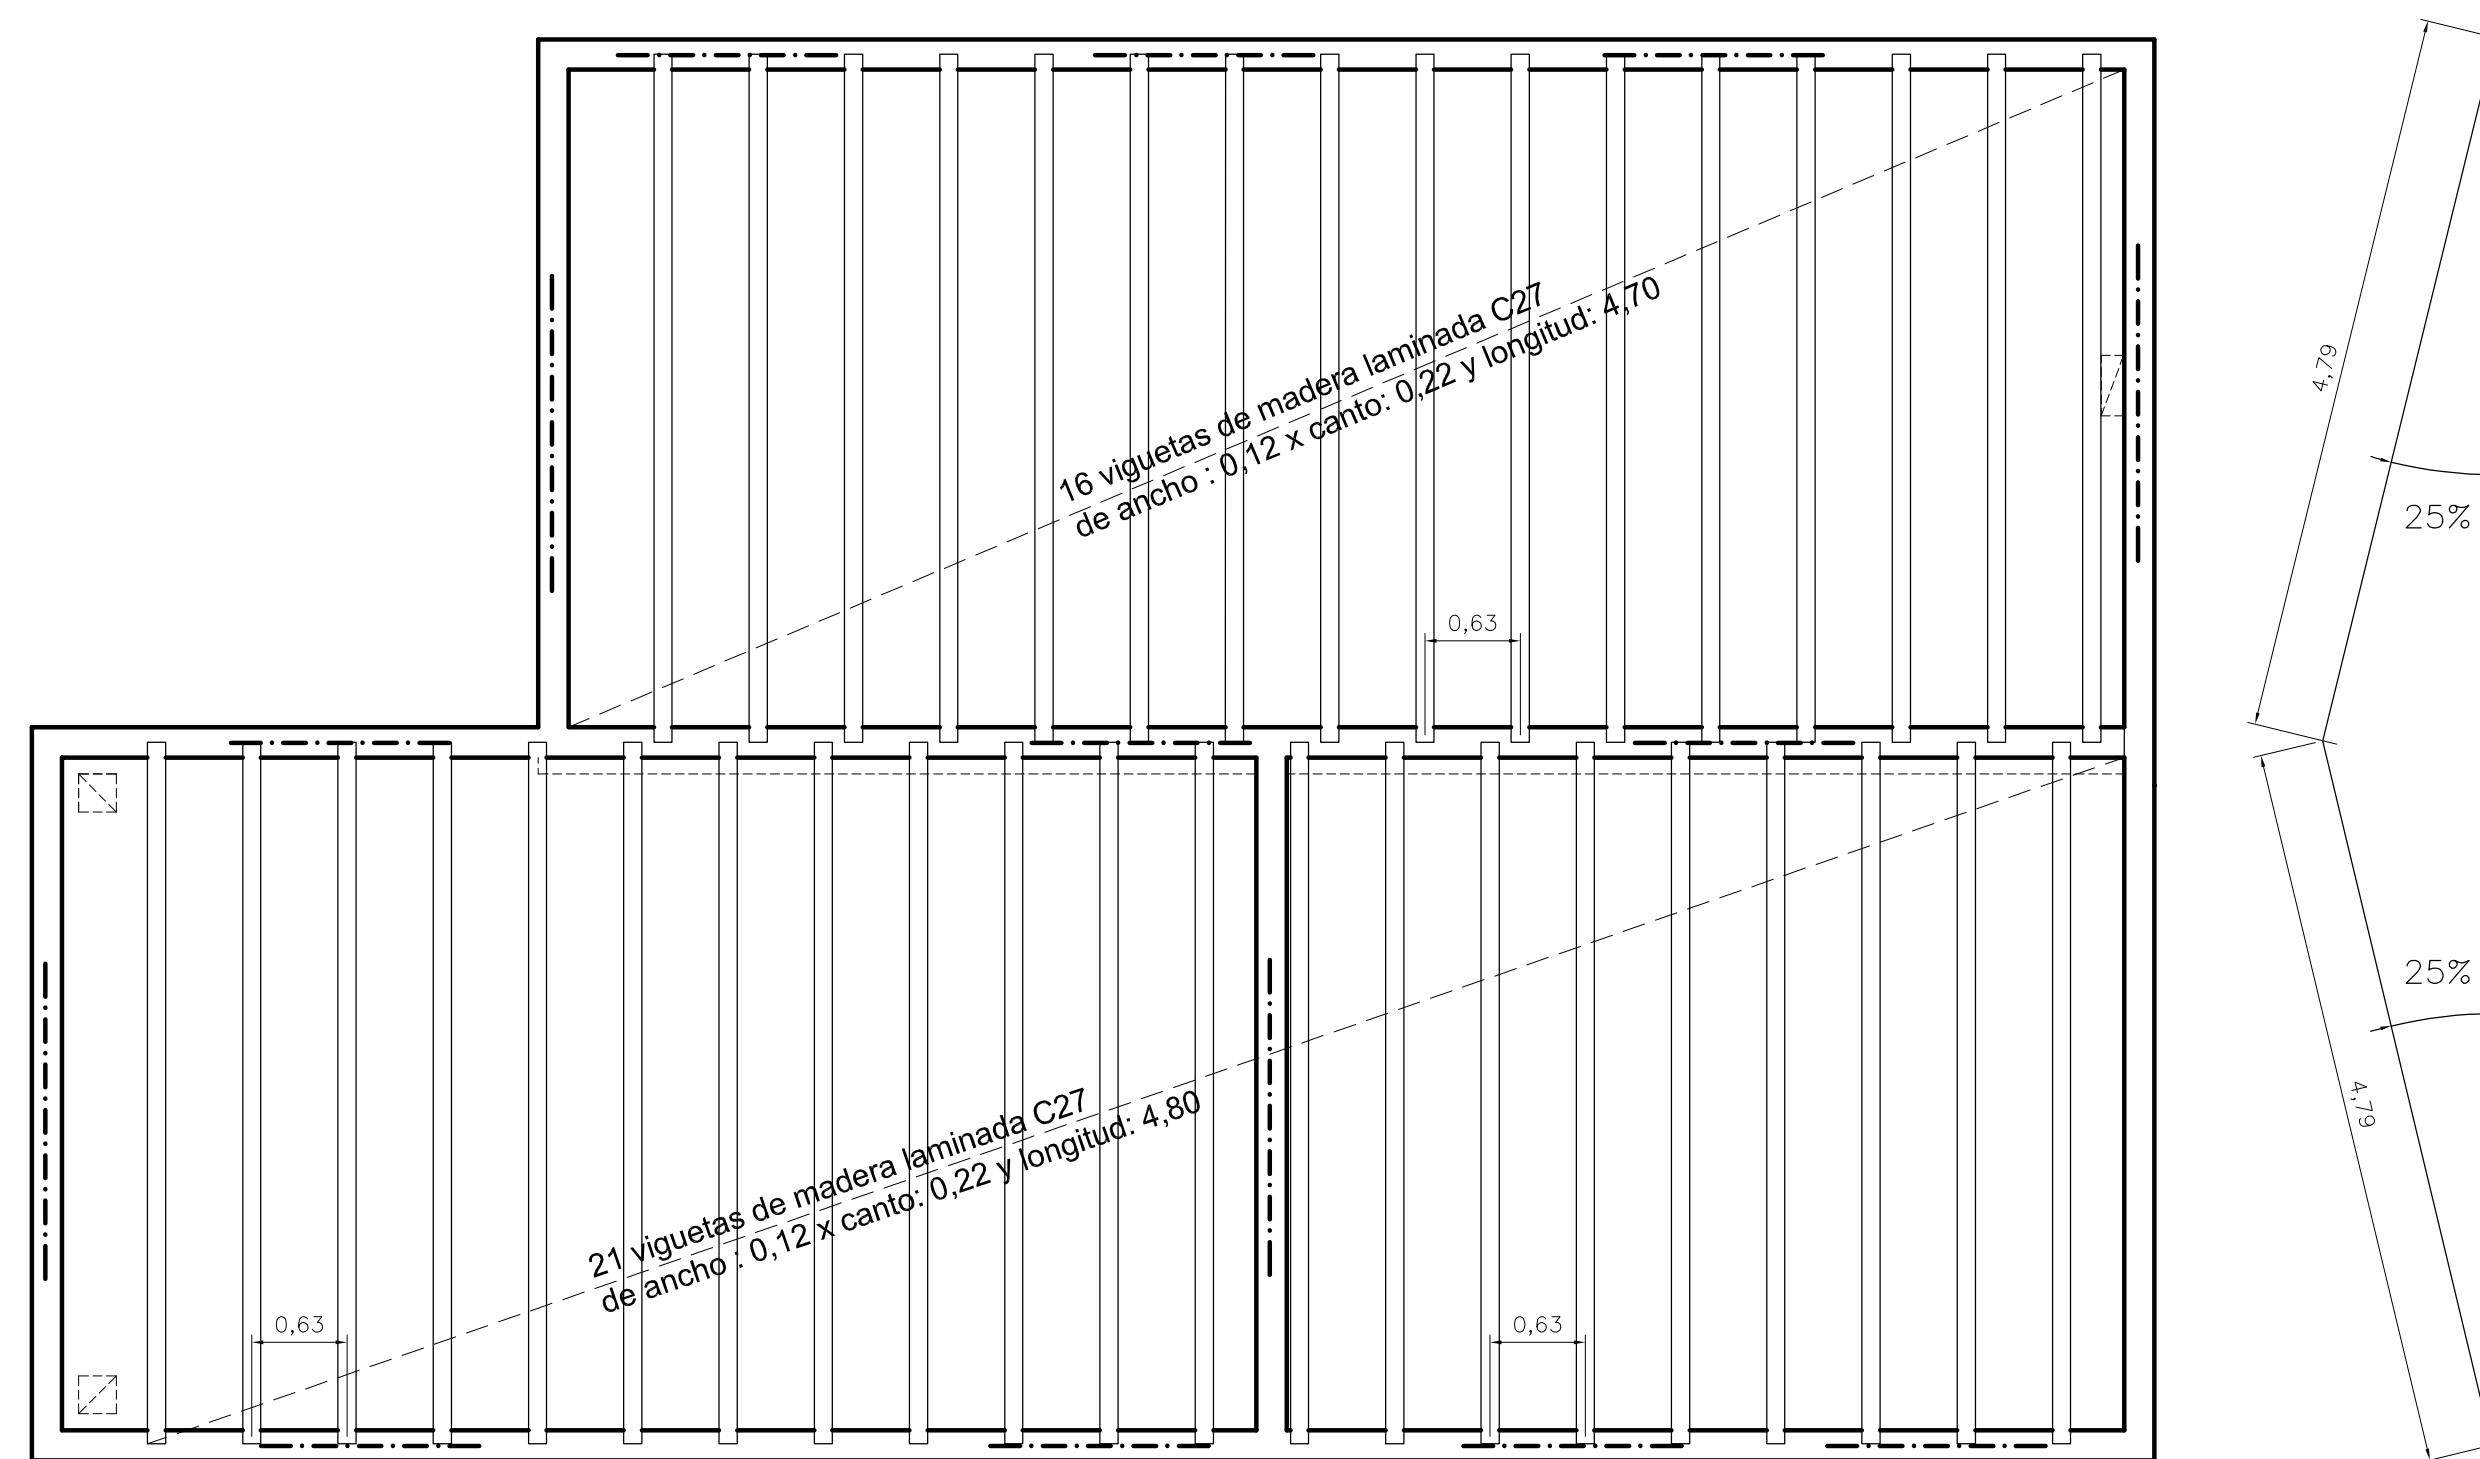 4,79
16 viguetas de madera laminada C27
de ancho : 0,12 x canto: 0,22 y longitud: 4,70
25%
0,63
25%
4,79
21 viguetas de madera laminada C27
de ancho : 0,12 x canto: 0,22 y longitud: 4,80
0,63
0,63